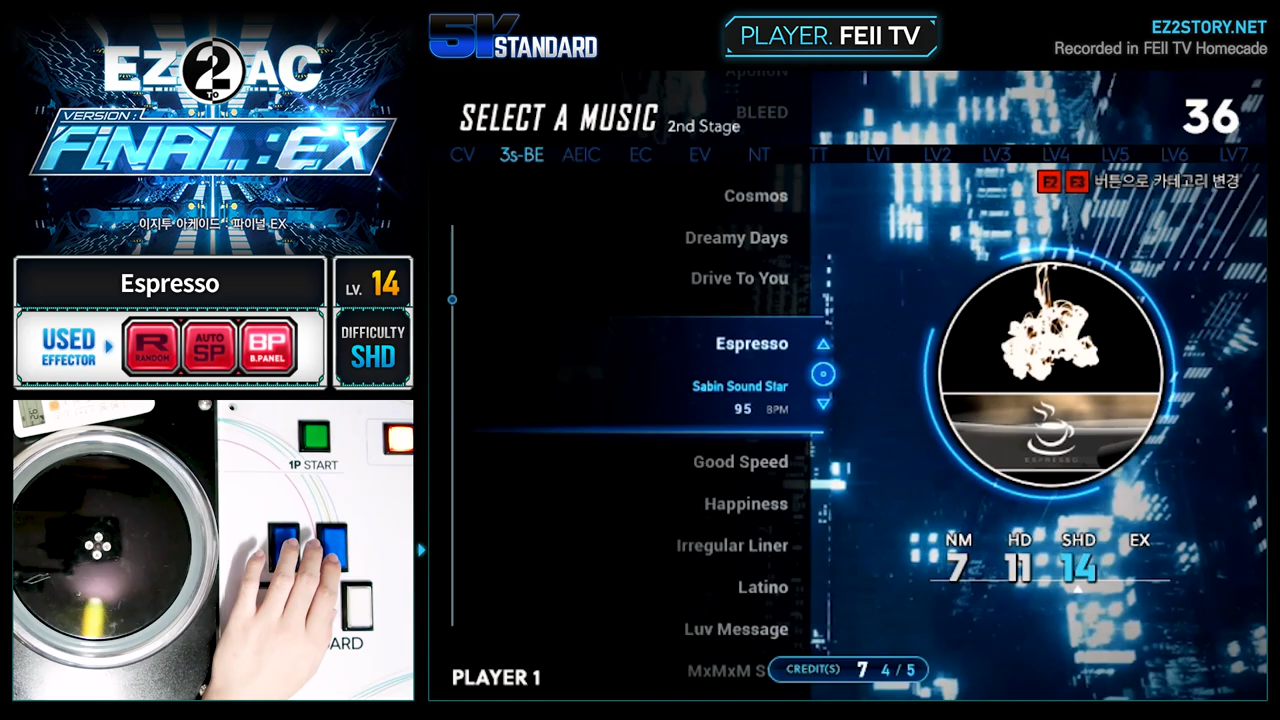 Ez2AC
TO
VERSION :
FiNAL:EX
이지투 아케이드 : 파이널 EX
Espresso
LV. 14
USED EFFECTOR
R RANDOM
AUTO SP
BP B.PANEL
DIFFICULTY
SHD
1P START
ARD
5K STANDARD
PLAYER. FEII TV
EZ2STORY.NET
Recorded in FEII TV Homecade
SELECT A MUSIC 2nd Stage
36
BLEED
CV 3s-BE AEIC EC EV NT TT LV1 LV2 LV3 LV4 LV5 LV6 LV7
E2 E3 버튼으로 카테고리 변경
Cosmos
Dreamy Days
Drive To You
Espresso
Sabin Sound Star
95 BPM
Good Speed
Happiness
Irregular Liner
Latino
Luv Message
MxMxM S
ESPRESSO
NM HD SHD EX
7 11 14
PLAYER 1
CREDIT(S) 7 4 / 5